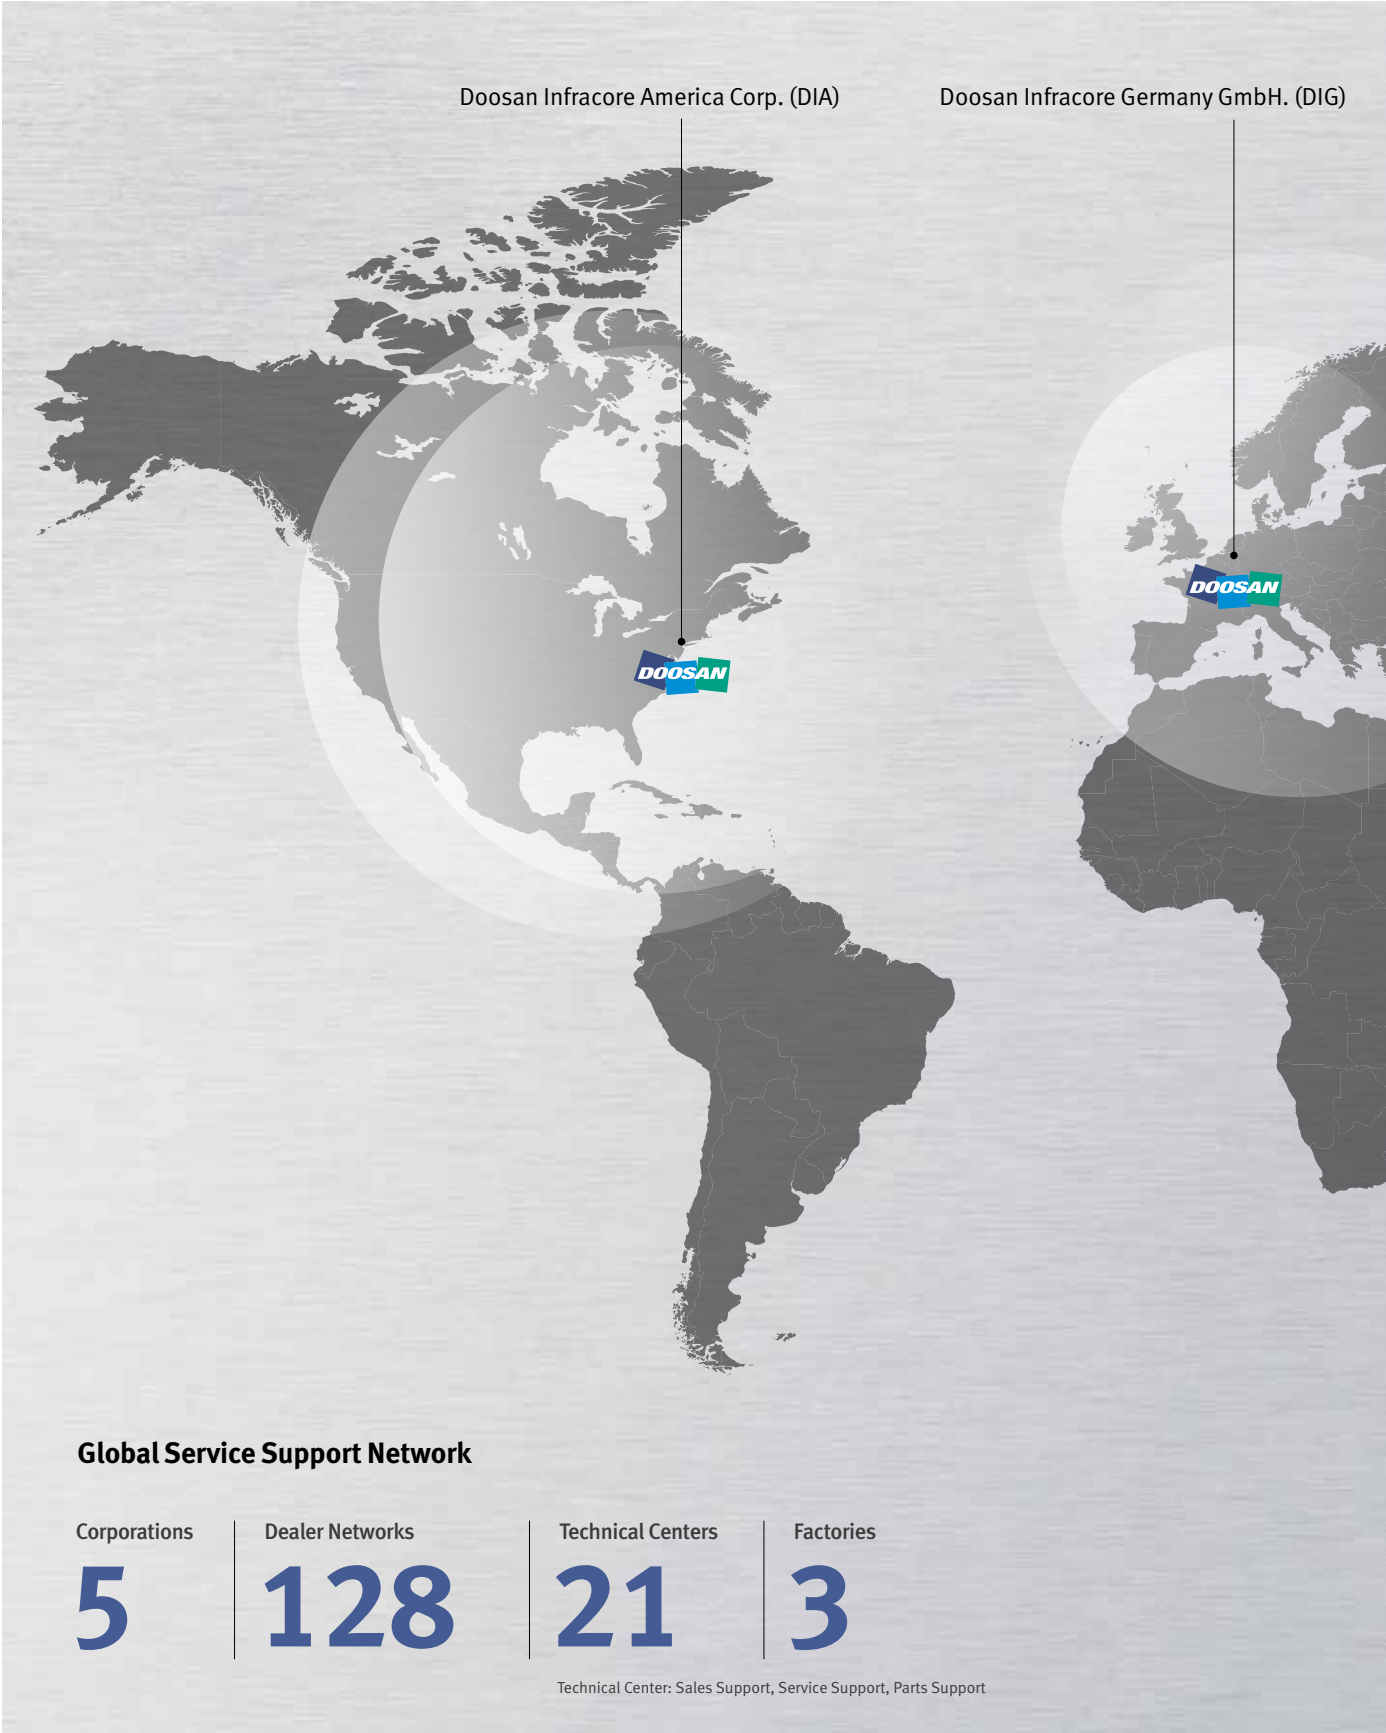 Doosan Infracore America Corp. (DIA)
Doosan Infracore Germany GmbH. (DIG)
DOOSAN
DOOSAN
Global Service Support Network
Corporations
5
Dealer Networks
128
Technical Centers
21
Factories
3
Technical Center: Sales Support, Service Support, Parts Support